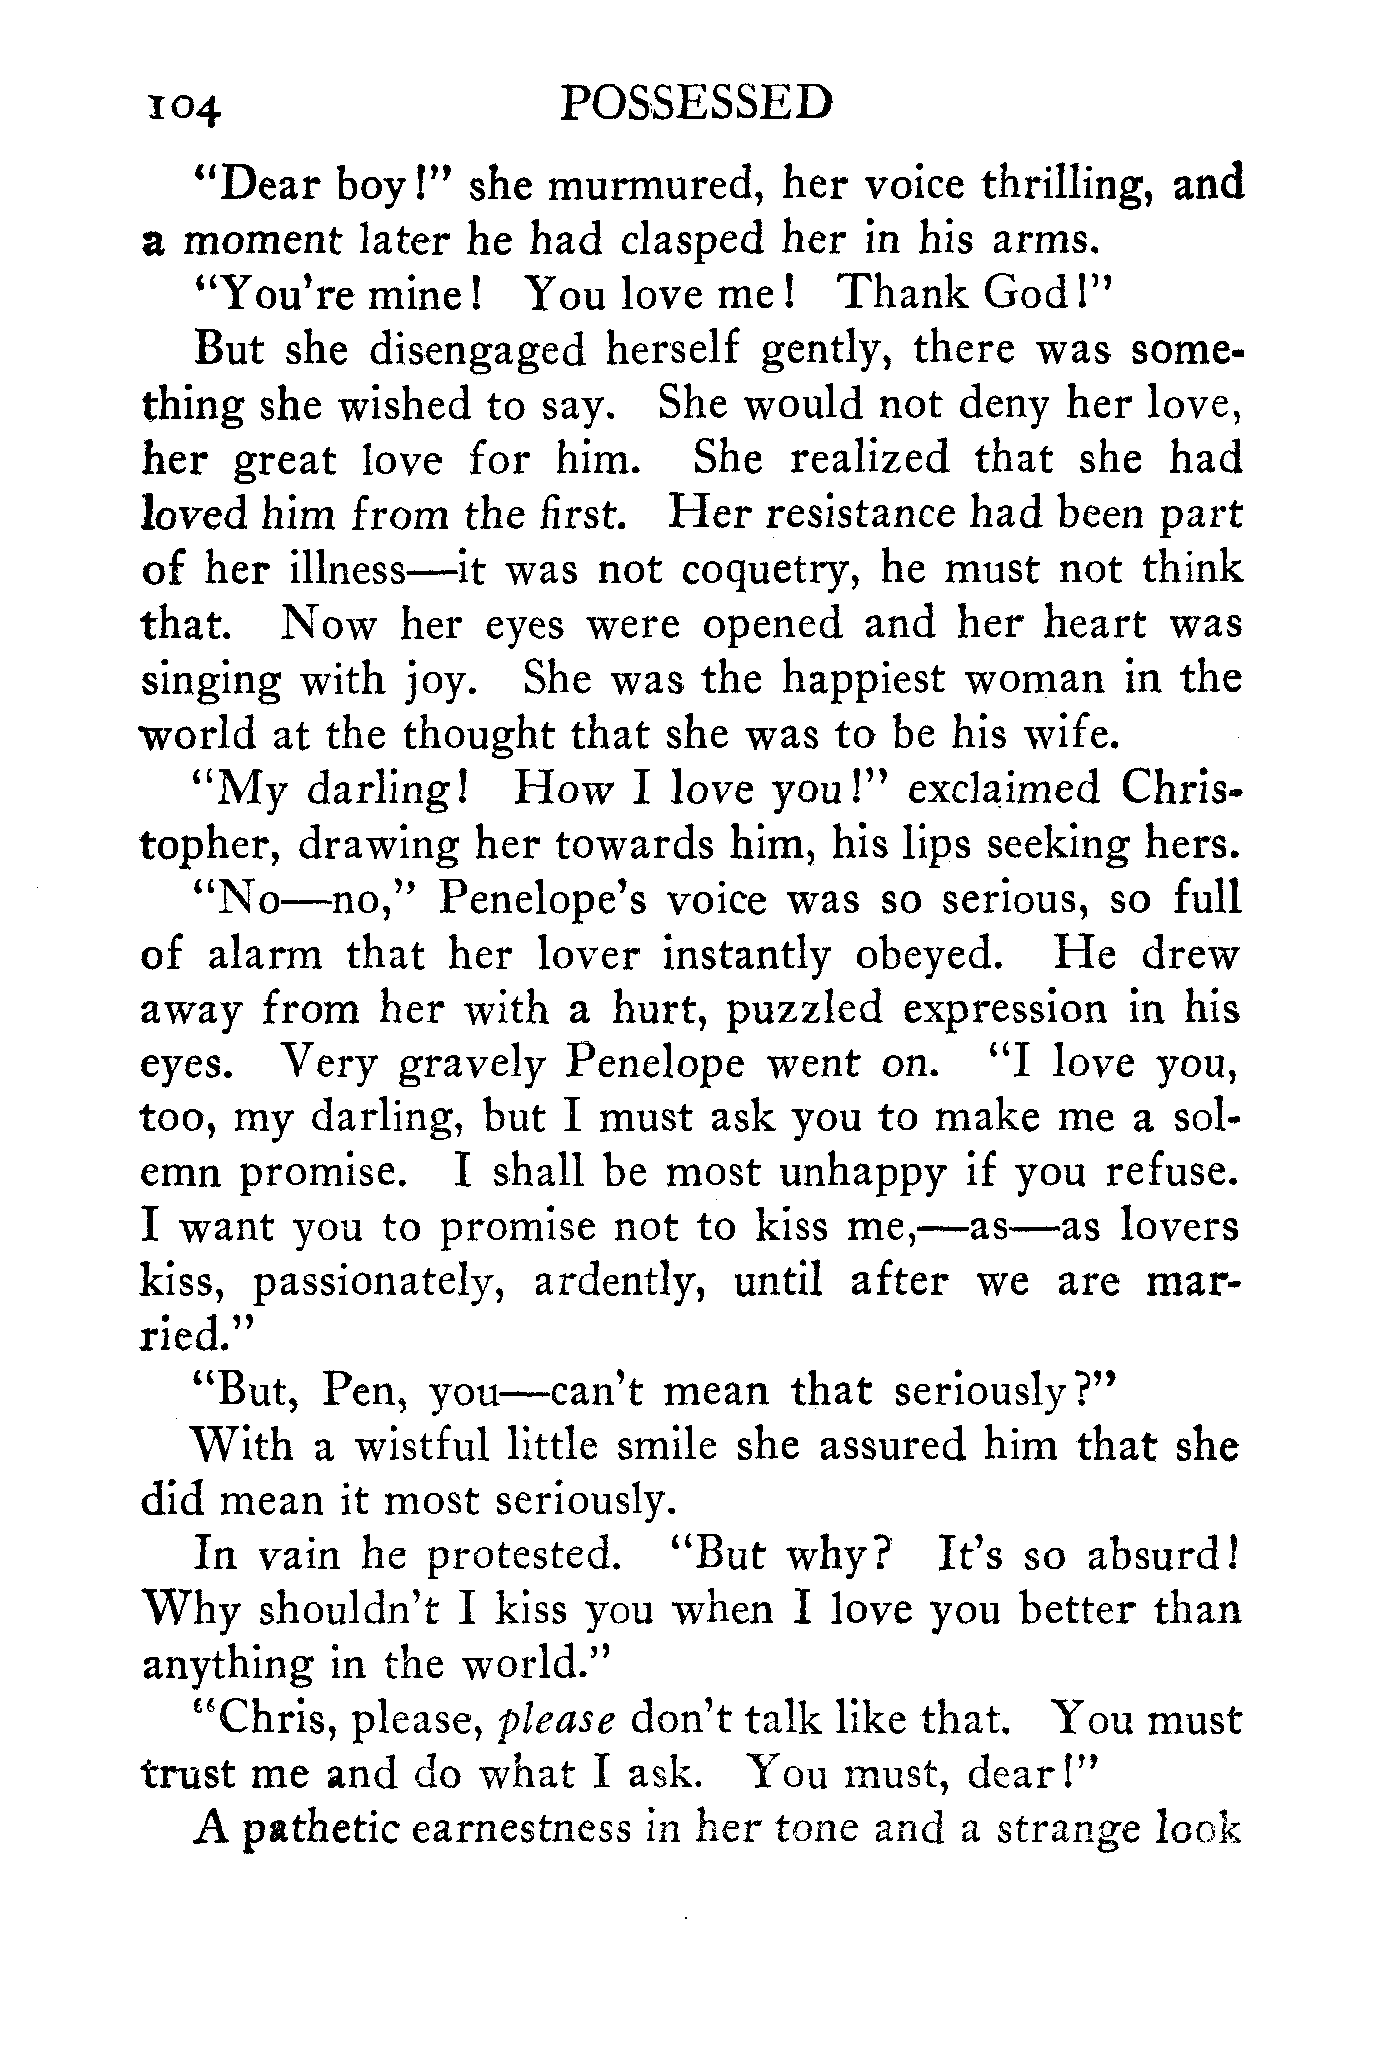 104 POSSESSED
"Dear boy!" she murmured, her voice thrilling, and
a moment later he had clasped her in his arms.
"You're mine! You love me! Thank God!"
But she disengaged herself gently, there was some-
thing she wished to say. She would not deny her love,
her great love for him. She realized that she had
loved him from the first. Her resistance had been part
of her illness—it was not coquetry, he must not think
that. Now her eyes were opened and her heart was
singing with joy. She was the happiest woman in the
world at the thought that she was to be his wife.
"My darling! How I love you!" exclaimed Chris-
topher, drawing her towards him, his lips seeking hers.
"No—no," Penelope's voice was so serious, so full
of alarm that her lover instantly obeyed. He drew
away from her with a hurt, puzzled expression in his
eyes. Very gravely Penelope went on. "I love you,
too, my darling, but I must ask you to make me a sol-
emn promise. I shall be most unhappy if you refuse.
I want you to promise not to kiss me,—as—as lovers
kiss, passionately, ardently, until after we are mar-
ried."
"But, Pen, you—can't mean that seriously?"
With a wistful little smile she assured him that she
did mean it most seriously.
In vain he protested. "But why? It's so absurd!
Why shouldn't I kiss you when I love you better than
anything in the world."
"Chris, please, please don't talk like that. You must
trust me and do what I ask. You must, dear!"
A pathetic earnestness in her tone and a strange look